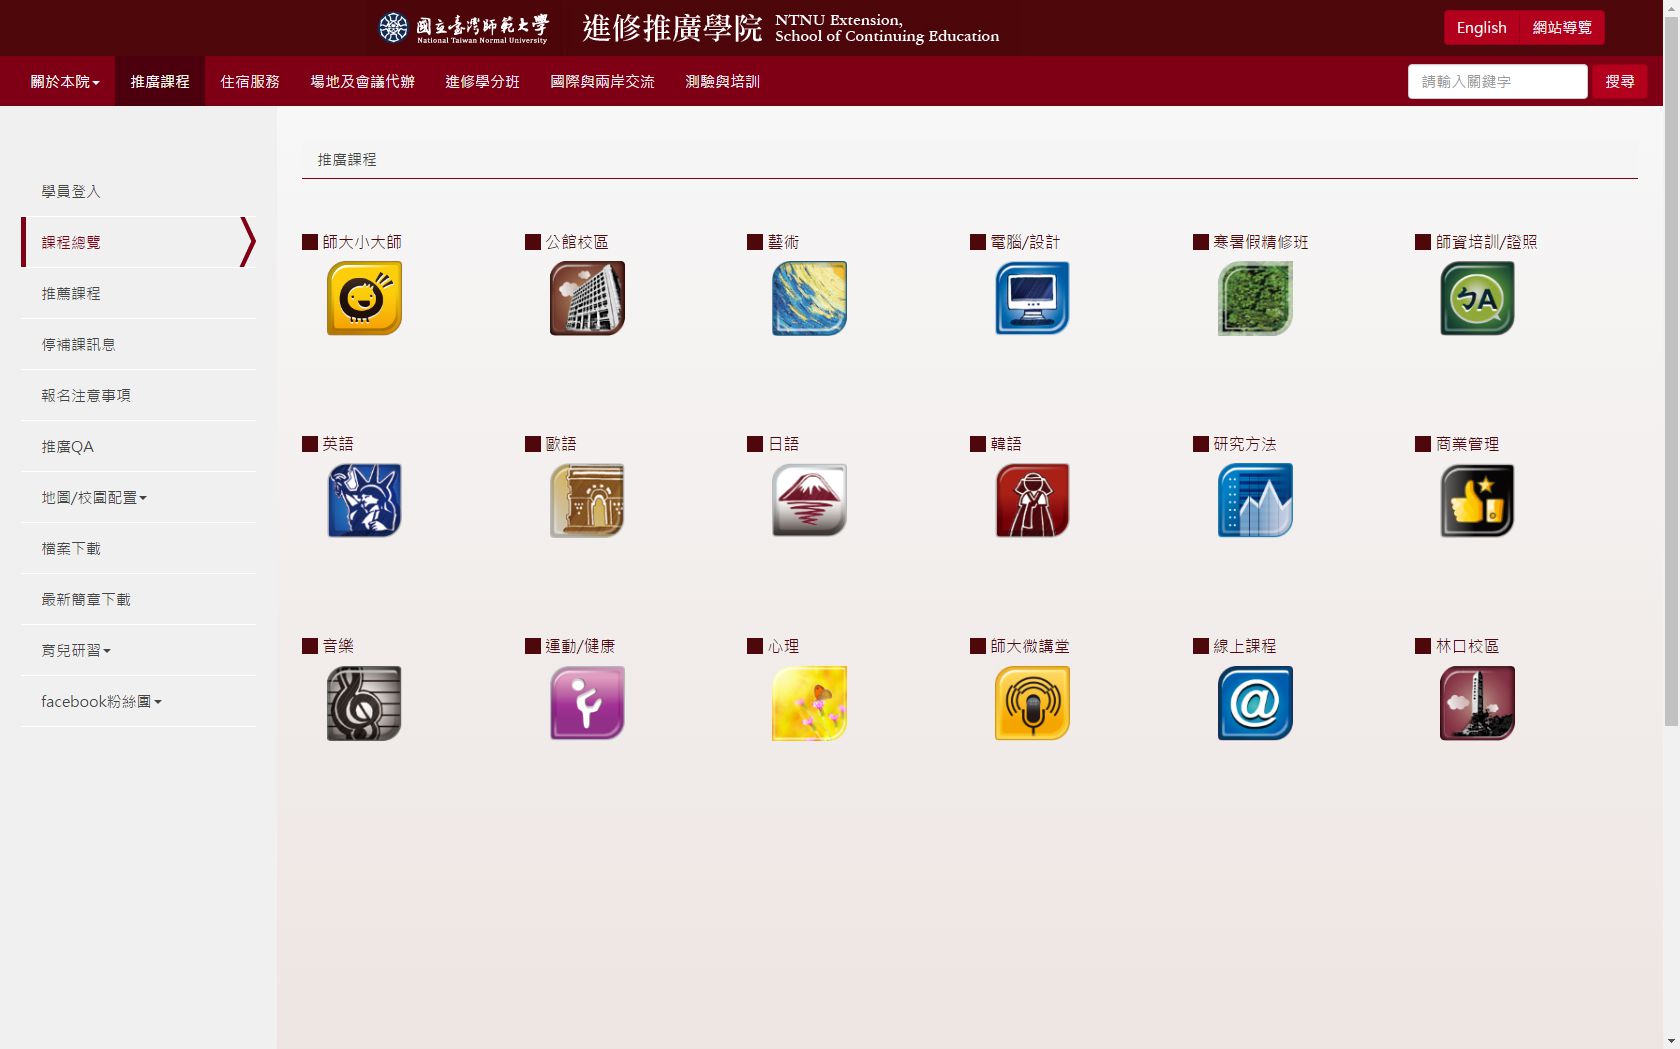 國立臺灣師範大學
National Taiwan Normal University
進修推廣學院
NTNU Extension,
School of Continuing Education
English
網站導覽
關於本院
推廣課程
住宿服務
場地及會議代辦
進修學分班
國際與兩岸交流
測驗與培訓
請輸入關鍵字
搜尋
學員登入
課程總覽
推薦課程
停補課訊息
報名注意事項
推廣QA
地圖/校園配置
檔案下載
最新簡章下載
育兒研習
facebook粉絲團
推廣課程
師大小大師
公館校區
藝術
電腦/設計
寒暑假精修班
師資培訓/證照
ㄅA
英語
歐語
日語
韓語
研究方法
商業管理
音樂
運動/健康
心理
師大微講堂
線上課程
@
林口校區